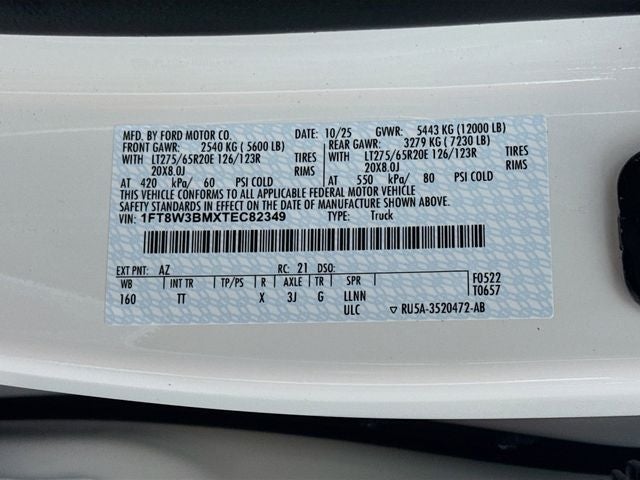 MFD. BY FORD MOTOR CO. DATE: 10/25 GVWR: 5443 KG (12000 LB)
FRONT GAWR: 2540 KG ( 5600 LB) REAR GAWR: 3279 KG ( 7230 LB)
WITH LT275/65R20E 126/123R TIRES WITH LT275/65R20E 126/123R TIRES
20X8.0J RIMS 20X8.0J RIMS
AT 420 kPa/ 60 PSI COLD AT 550 kPa/ 80 PSI COLD
THIS VEHICLE CONFORMS TO ALL APPLICABLE FEDERAL MOTOR VEHICLE
SAFETY STANDARDS IN EFFECT ON THE DATE OF MANUFACTURE SHOWN ABOVE.
VIN: 1FT8W3BMXTEC82349 TYPE: Truck
EXT PNT: AZ RC: 21 DSO: F0522
WB INT TR TP/PS R AXLE TR SPR T0657
160 TT X 3J G LLNN
ULC ▽ RU5A-3520472-AB